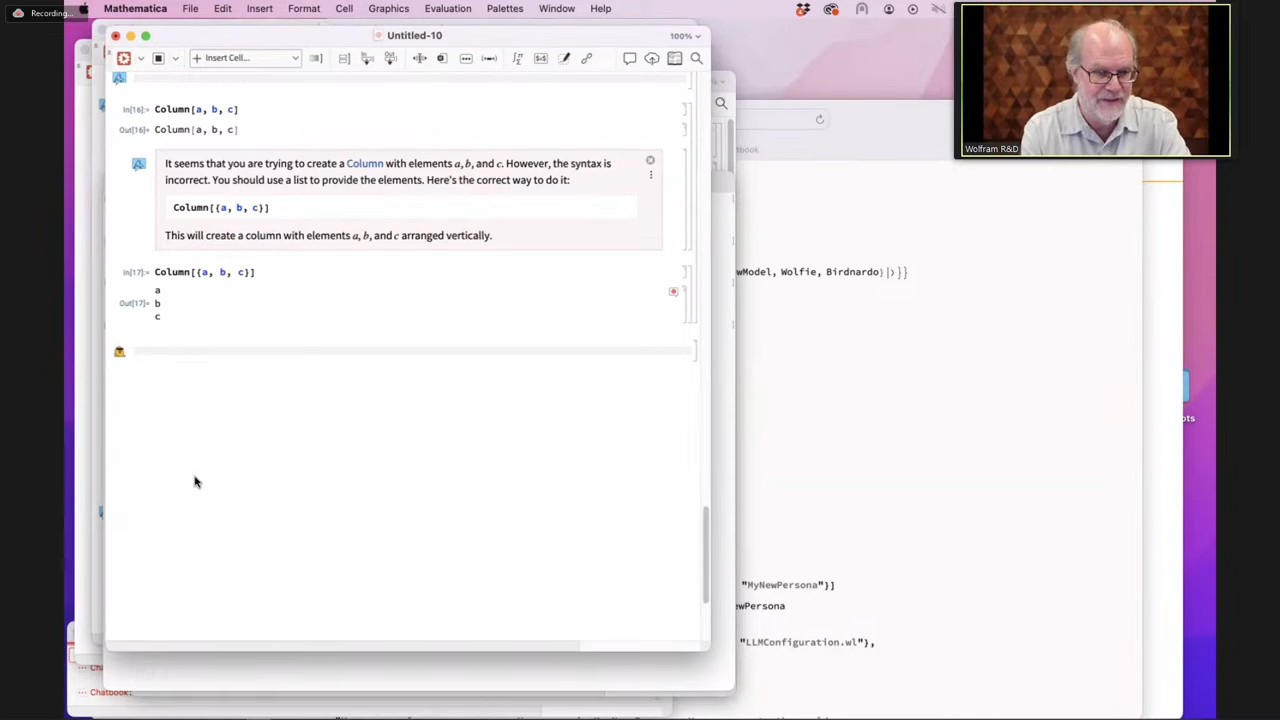 Recording...
Mathematica File Edit Insert Format Cell Graphics Evaluation Palettes Window Help
Untitled-10
100%
Insert Cell...
In[16]:= Column[a, b, c]
Out[16]= Column[a, b, c]
It seems that you are trying to create a Column with elements a, b, and c. However, the syntax is
incorrect. You should use a list to provide the elements. Here's the correct way to do it:
Column[{a, b, c}]
This will create a column with elements a, b, and c arranged vertically.
In[17]:= Column[{a, b, c}]
a
Out[17]= b
c
Wolfram R&D
wModel, Wolfie, Birdnardo) |>}}
"MyNewPersona"}]
ewPersona
"LLMConfiguration.wl"},
Chatbook: